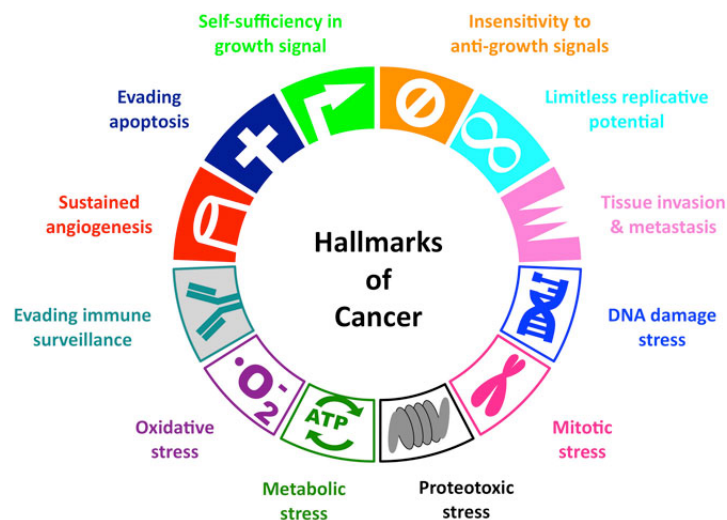 Self-sufficiency in
growth signal
Insensitivity to
anti-growth signals
Evading
apoptosis
Limitless replicative
potential
Sustained
angiogenesis
Tissue invasion
& metastasis
Hallmarks
of
Cancer
Evading immune
surveillance
DNA damage
stress
•O2-
ATP
Oxidative
stress
Mitotic
stress
Metabolic
stress
Proteotoxic
stress